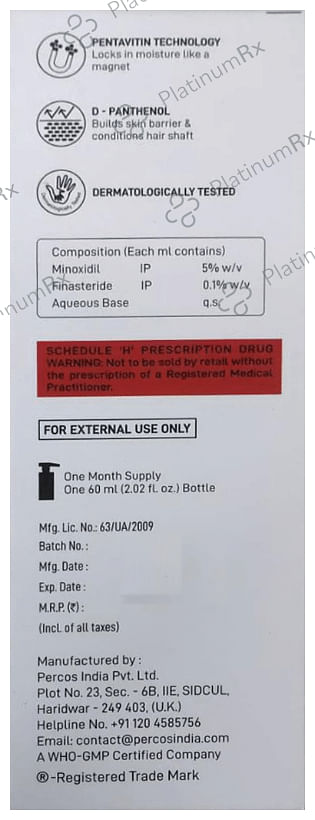 PENTAVITIN TECHNOLOGY
Locks in moisture like a
magnet
D - PANTHENOL
Builds skin barrier &
conditions hair shaft
Dermatologically Tested
DERMATOLOGICALLY TESTED
Composition (Each ml contains)
Minoxidil IP 5% w/v
Finasteride IP 0.1% w/v
Aqueous Base q.s.
SCHEDULE 'H' PRESCRIPTION DRUG
WARNING: Not to be sold by retail without
the prescription of a Registered Medical
Practitioner.
FOR EXTERNAL USE ONLY
One Month Supply
One 60 ml (2.02 fl. oz.) Bottle
Mfg. Lic. No.: 63/UA/2009
Batch No. :
Mfg. Date :
Exp. Date :
M.R.P. (₹) :
(Incl. of all taxes)
Manufactured by :
Percos India Pvt. Ltd.
Plot No. 23, Sec. - 6B, IIE, SIDCUL,
Haridwar - 249 403, (U.K.)
Helpline No. +91 120 4585756
Email: contact@percosindia.com
A WHO-GMP Certified Company
®-Registered Trade Mark
PlatinumRx
PlatinumRx
PlatinumRx